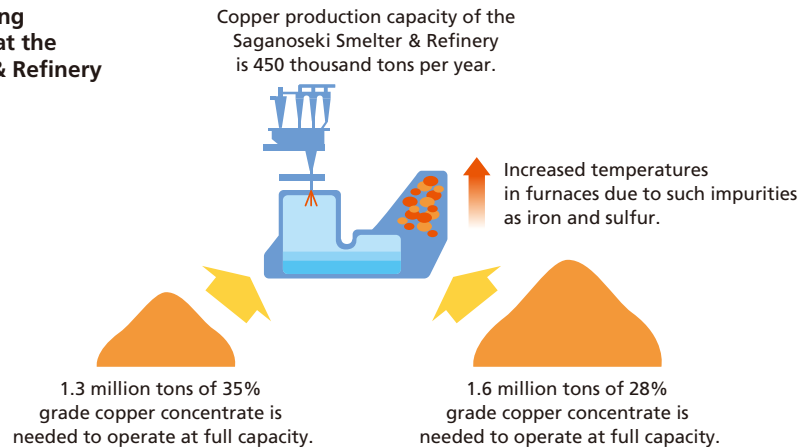 ng
at the
& Refinery
Copper production capacity of the
Saganoseki Smelter & Refinery
is 450 thousand tons per year.
Increased temperatures
in furnaces due to such impurities
as iron and sulfur.
1.3 million tons of 35%
grade copper concentrate is
needed to operate at full capacity.
1.6 million tons of 28%
grade copper concentrate is
needed to operate at full capacity.